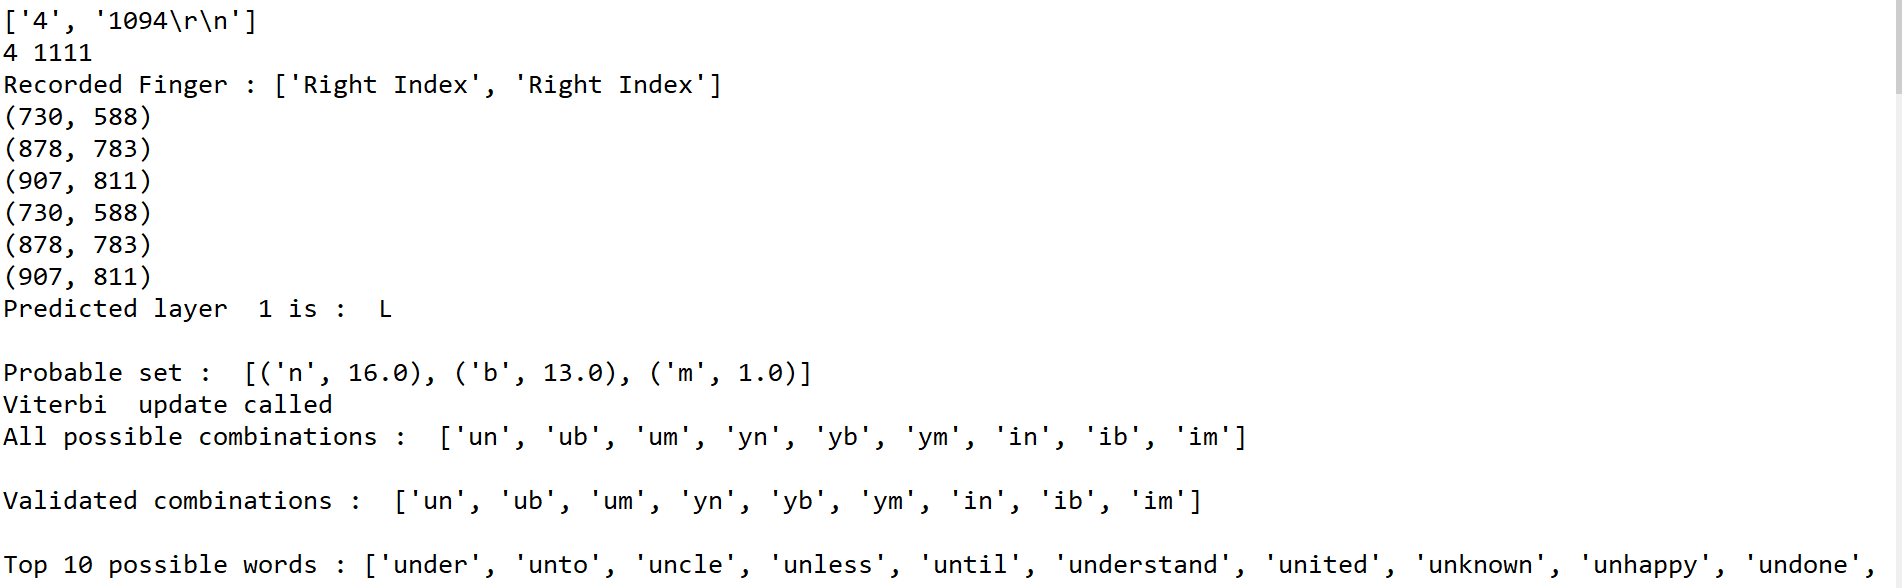 ['4', '1094\r\n']
4 1111
Recorded Finger : ['Right Index', 'Right Index']
(730, 588)
(878, 783)
(907, 811)
(730, 588)
(878, 783)
(907, 811)
Predicted layer  1 is :  L
Probable set :  [('n', 16.0), ('b', 13.0), ('m', 1.0)]
Viterbi  update called
All possible combinations :  ['un', 'ub', 'um', 'yn', 'yb', 'ym', 'in', 'ib', 'im']
Validated combinations :  ['un', 'ub', 'um', 'yn', 'yb', 'ym', 'in', 'ib', 'im']
Top 10 possible words : ['under', 'unto', 'uncle', 'unless', 'until', 'understand', 'united', 'unknown', 'unhappy', 'undone',